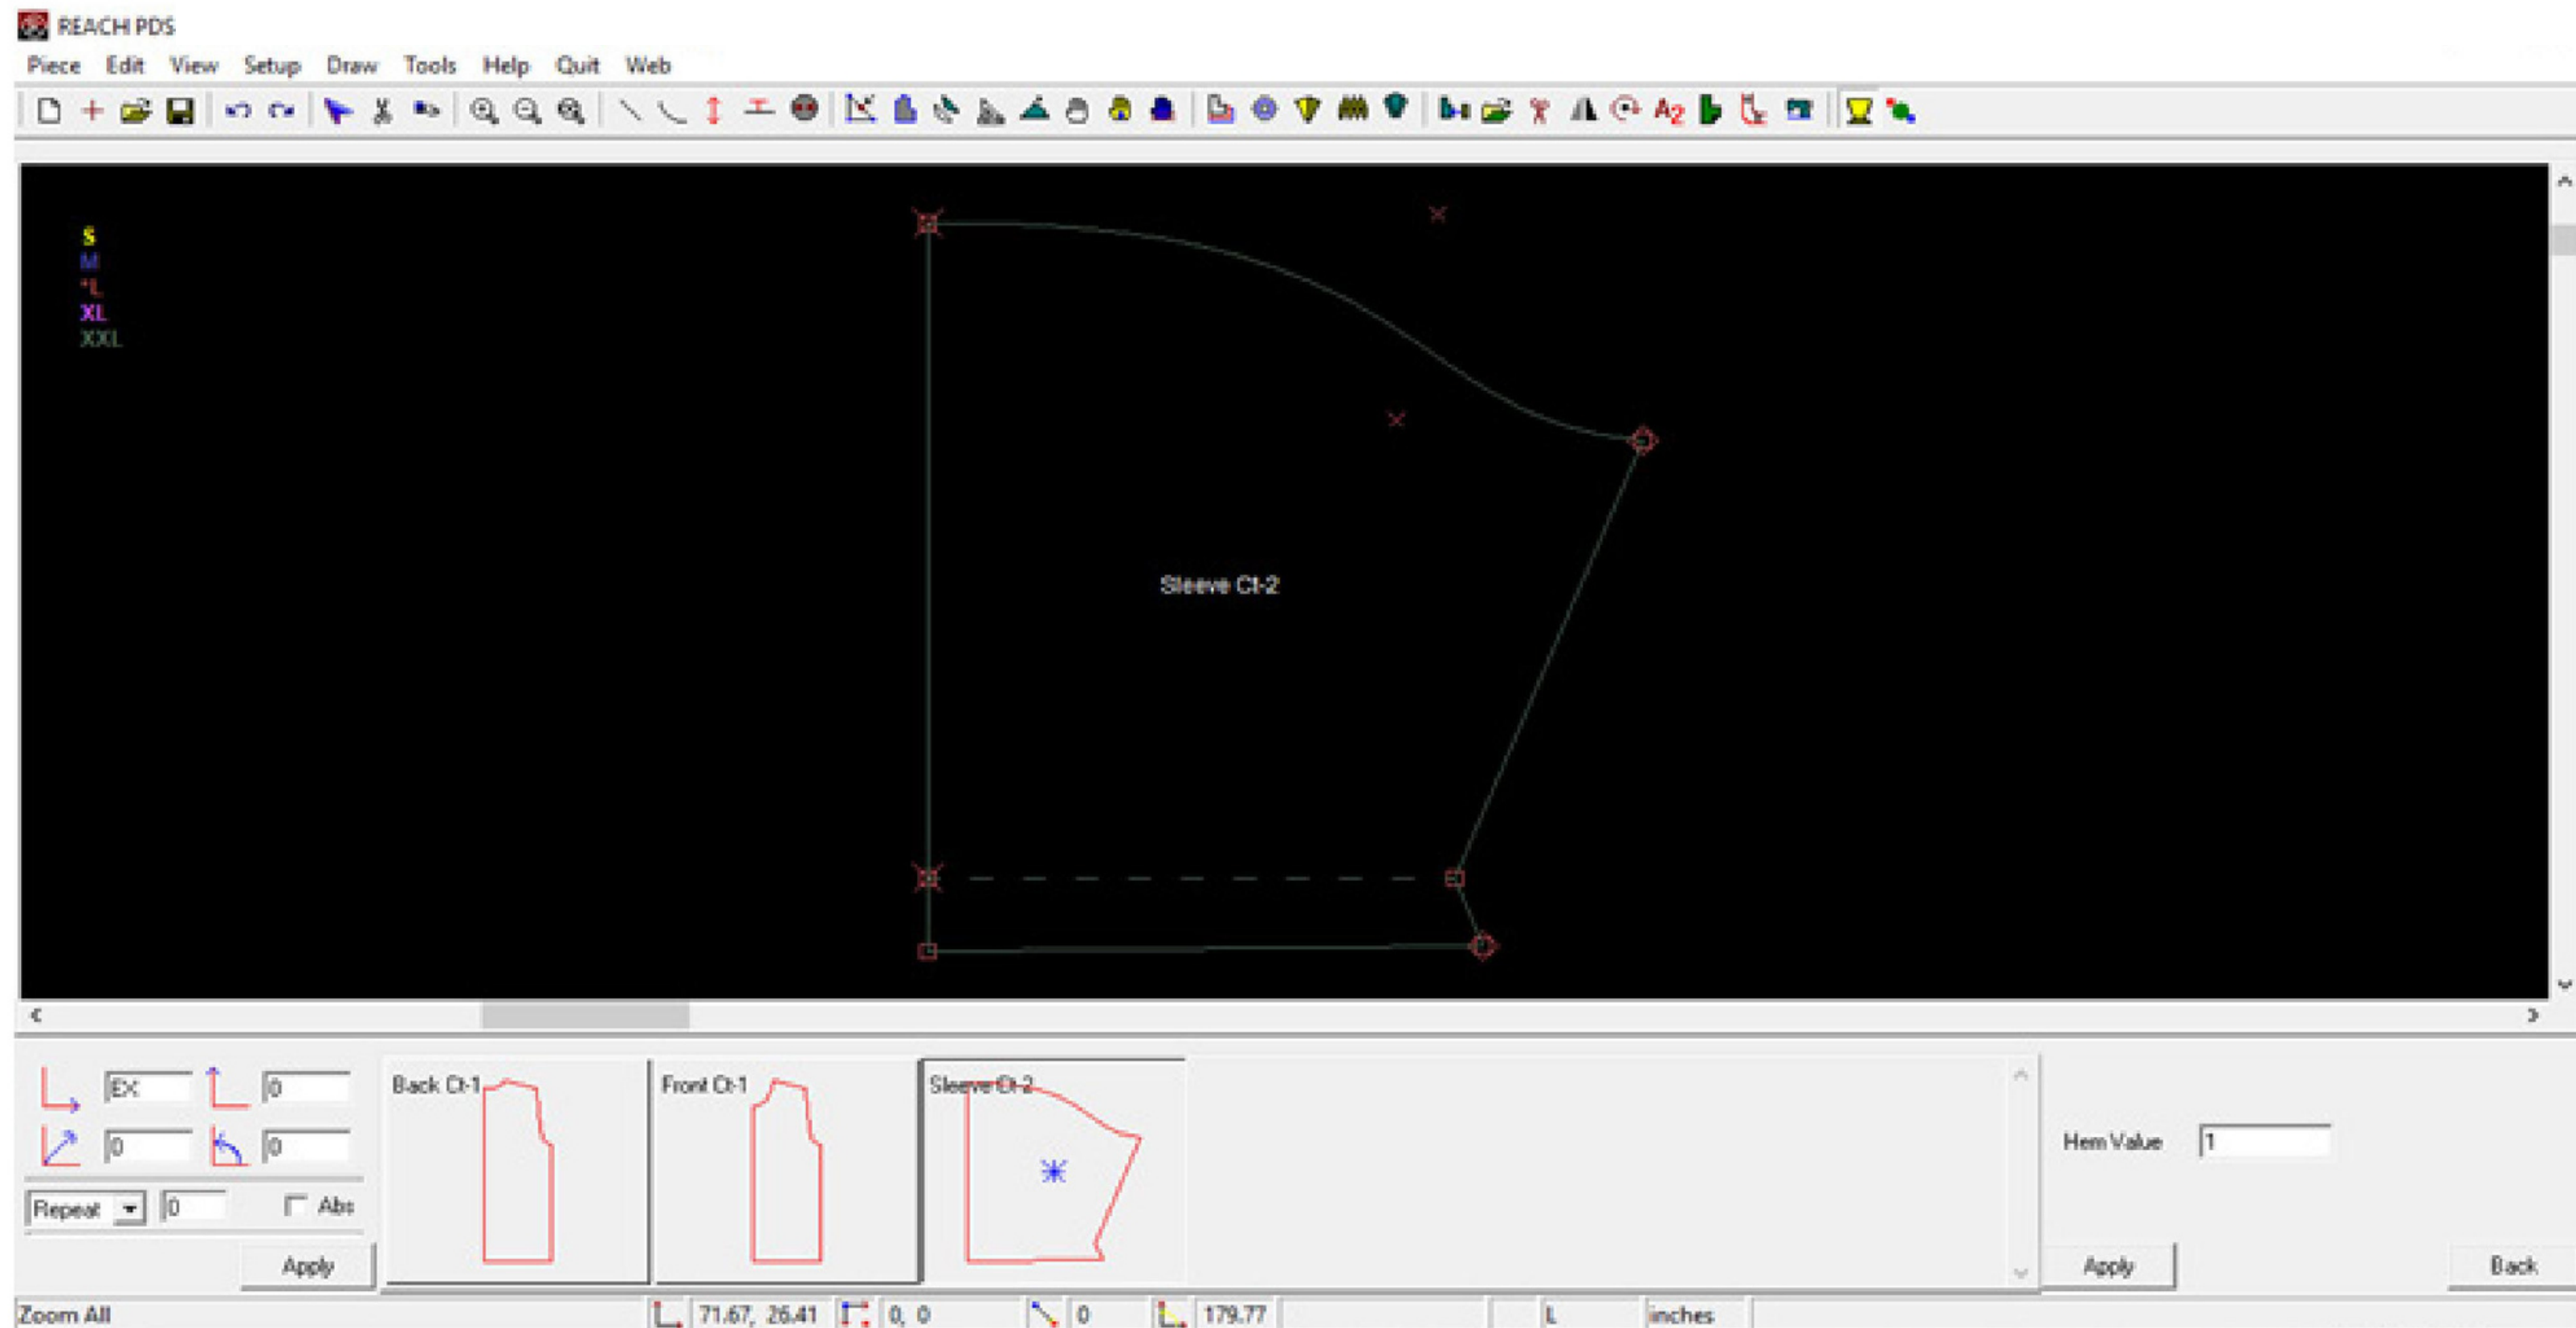 REACH PDS
Piece Edit View Setup Draw Tools Help Quit Web
A2
S
M
*L
XL
XXL
Sleeve Ct-2
EX 0
0 0
Repeat 0 Abs
Apply
Back Ct-1
Front Ct-1
Sleeve Ct-2
Hem Value 1
Apply Back
Zoom All 71.67, 26.41 0, 0 0 179.77 L inches